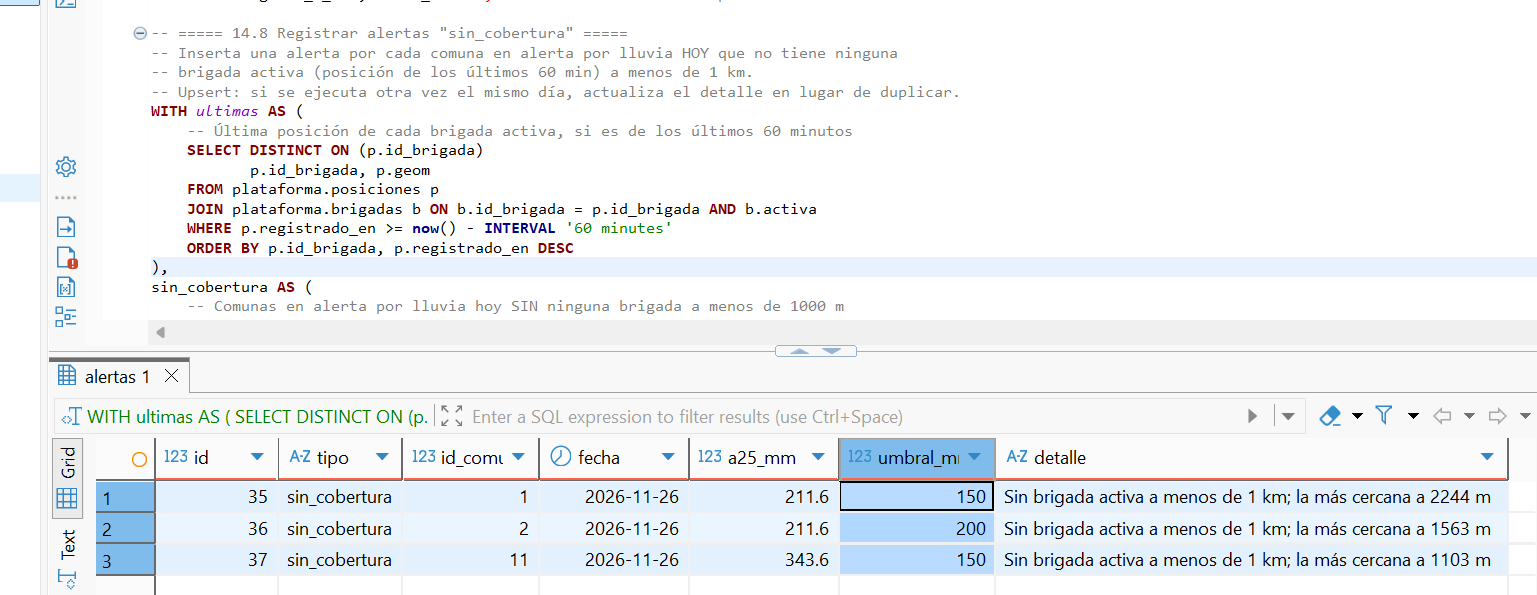 -- ===== 14.8 Registrar alertas "sin_cobertura" =====
-- Inserta una alerta por cada comuna en alerta por lluvia HOY que no tiene ninguna
-- brigada activa (posición de los últimos 60 min) a menos de 1 km.
-- Upsert: si se ejecuta otra vez el mismo día, actualiza el detalle en lugar de duplicar.
WITH ultimas AS (
-- Última posición de cada brigada activa, si es de los últimos 60 minutos
SELECT DISTINCT ON (p.id_brigada)
p.id_brigada, p.geom
FROM plataforma.posiciones p
JOIN plataforma.brigadas b ON b.id_brigada = p.id_brigada AND b.activa
WHERE p.registrado_en >= now() - INTERVAL '60 minutes'
ORDER BY p.id_brigada, p.registrado_en DESC
),
sin_cobertura AS (
-- Comunas en alerta por lluvia hoy SIN ninguna brigada a menos de 1000 m
alertas 1
WITH ultimas AS ( SELECT DISTINCT ON (p. Enter a SQL expression to filter results (use Ctrl+Space)
Grid
Text
123 id A-Z tipo 123 id_comu fecha 123 a25_mm 123 umbral_m A-Z detalle
1 35 sin_cobertura 1 2026-11-26 211.6 150 Sin brigada activa a menos de 1 km; la más cercana a 2244 m
2 36 sin_cobertura 2 2026-11-26 211.6 200 Sin brigada activa a menos de 1 km; la más cercana a 1563 m
3 37 sin_cobertura 11 2026-11-26 343.6 150 Sin brigada activa a menos de 1 km; la más cercana a 1103 m